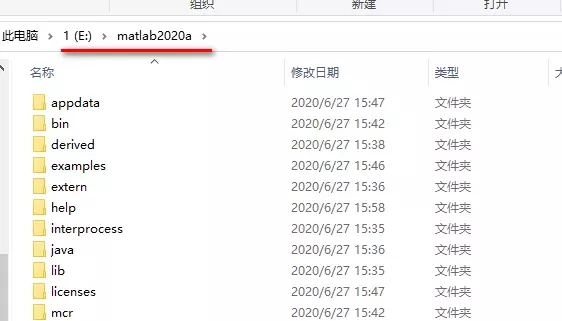 组织 新建 打开
此电脑 > 1 (E:) > matlab2020a >
名称 修改日期 类型
appdata 2020/6/27 15:47 文件夹
bin 2020/6/27 15:42 文件夹
derived 2020/6/27 15:38 文件夹
examples 2020/6/27 15:46 文件夹
extern 2020/6/27 15:36 文件夹
help 2020/6/27 15:58 文件夹
interprocess 2020/6/27 15:35 文件夹
java 2020/6/27 15:36 文件夹
lib 2020/6/27 15:35 文件夹
licenses 2020/6/27 15:47 文件夹
mcr 2020/6/27 15:42 文件夹